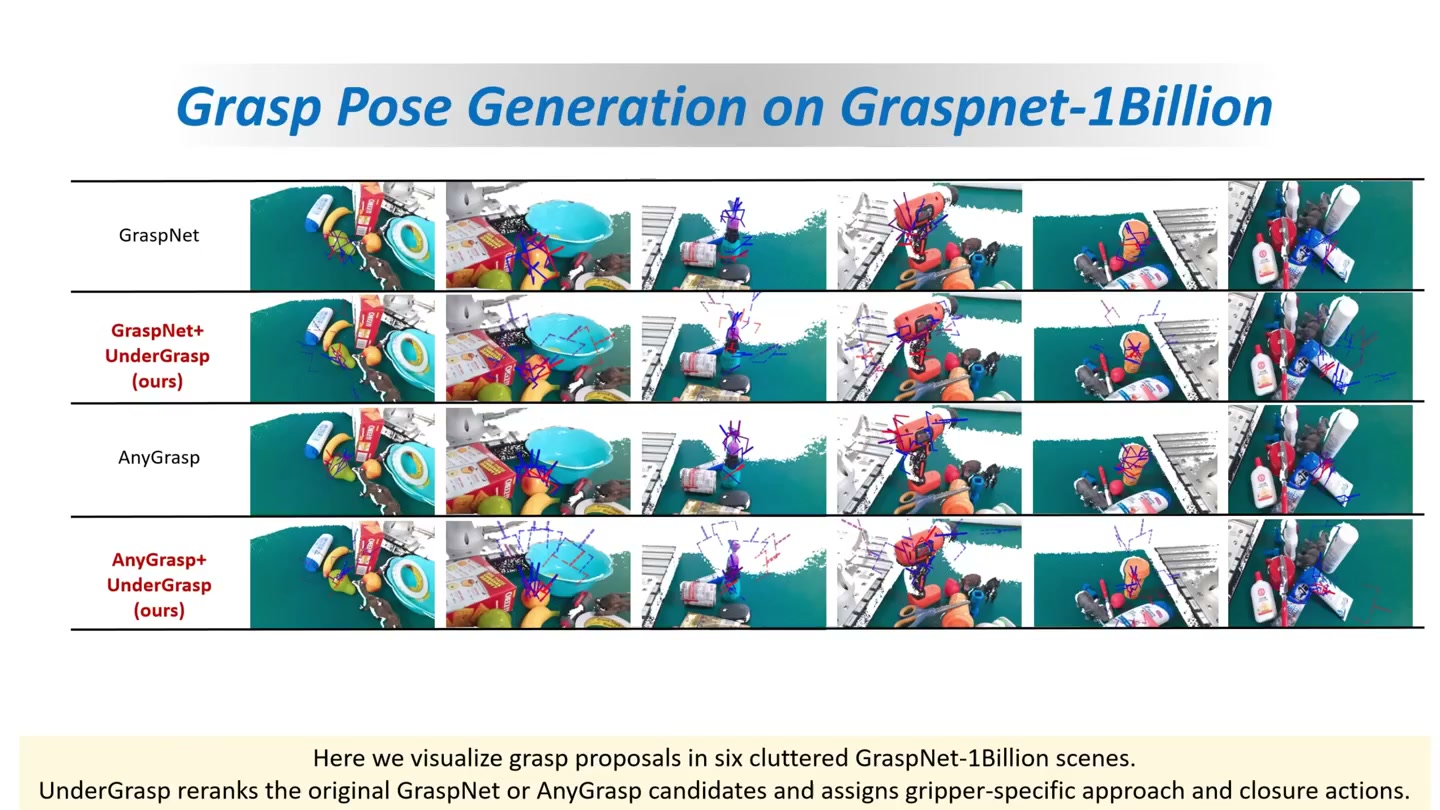 Grasp Pose Generation on Graspnet-1Billion
GraspNet
GraspNet+
UnderGrasp
(ours)
AnyGrasp
AnyGrasp+
UnderGrasp
(ours)
Here we visualize grasp proposals in six cluttered GraspNet-1Billion scenes.
UnderGrasp reranks the original GraspNet or AnyGrasp candidates and assigns gripper-specific approach and closure actions.